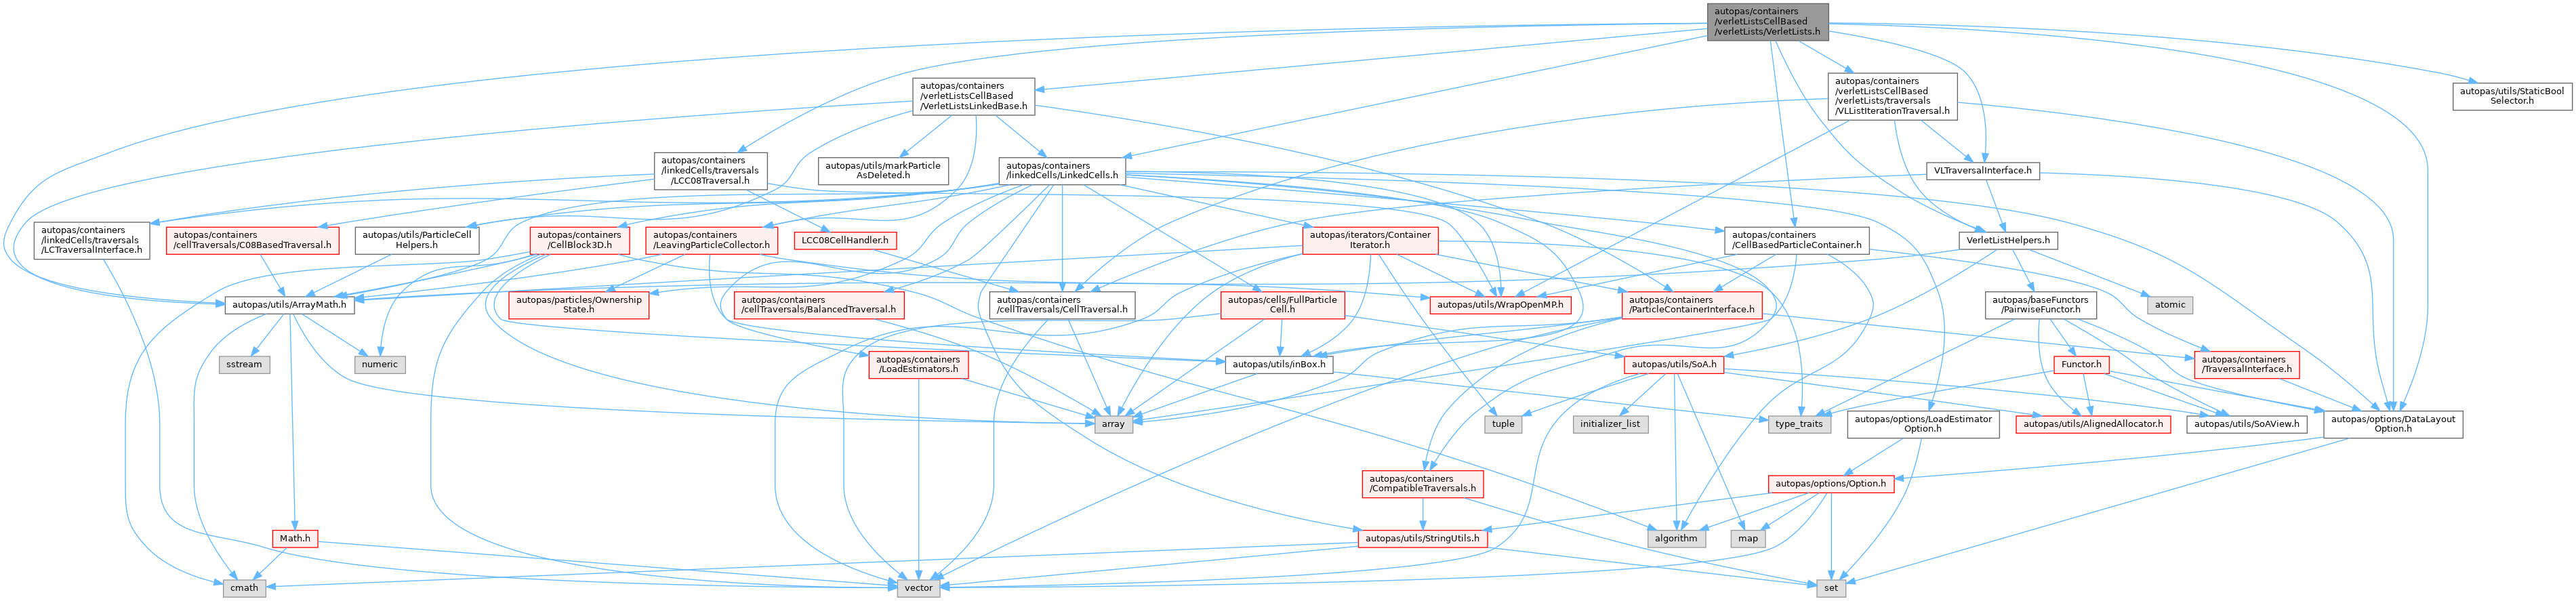 autopas/containers
/verletListsCellBased
/verletLists/VerletLists.h
autopas/containers
/verletListsCellBased
/VerletListsLinkedBase.h
autopas/containers
/verletListsCellBased
/verletLists/traversals
/VLListIterationTraversal.h
autopas/utils/StaticBool
Selector.h
autopas/containers
/linkedCells/traversals
/LCC08Traversal.h
autopas/utils/markParticle
AsDeleted.h
autopas/containers
/linkedCells/LinkedCells.h
VLTraversalInterface.h
autopas/containers
/linkedCells/traversals
/LCTraversalInterface.h
autopas/containers
/cellTraversals/C08BasedTraversal.h
autopas/utils/ParticleCell
Helpers.h
autopas/containers
/CellBlock3D.h
autopas/containers
/LeavingParticleCollector.h
LCC08CellHandler.h
autopas/iterators/Container
Iterator.h
autopas/containers
/CellBasedParticleContainer.h
VerletListHelpers.h
autopas/utils/ArrayMath.h
autopas/particles/Ownership
State.h
autopas/containers
/cellTraversals/BalancedTraversal.h
autopas/containers
/cellTraversals/CellTraversal.h
autopas/cells/FullParticle
Cell.h
autopas/utils/WrapOpenMP.h
autopas/containers
/ParticleContainerInterface.h
autopas/baseFunctors
/PairwiseFunctor.h
atomic
sstream
numeric
autopas/containers
/LoadEstimators.h
autopas/utils/inBox.h
autopas/utils/SoA.h
Functor.h
autopas/containers
/TraversalInterface.h
array
tuple
initializer_list
type_traits
autopas/options/LoadEstimator
Option.h
autopas/utils/AlignedAllocator.h
autopas/utils/SoAView.h
autopas/options/DataLayout
Option.h
autopas/containers
/CompatibleTraversals.h
autopas/options/Option.h
Math.h
autopas/utils/StringUtils.h
algorithm
map
cmath
vector
set